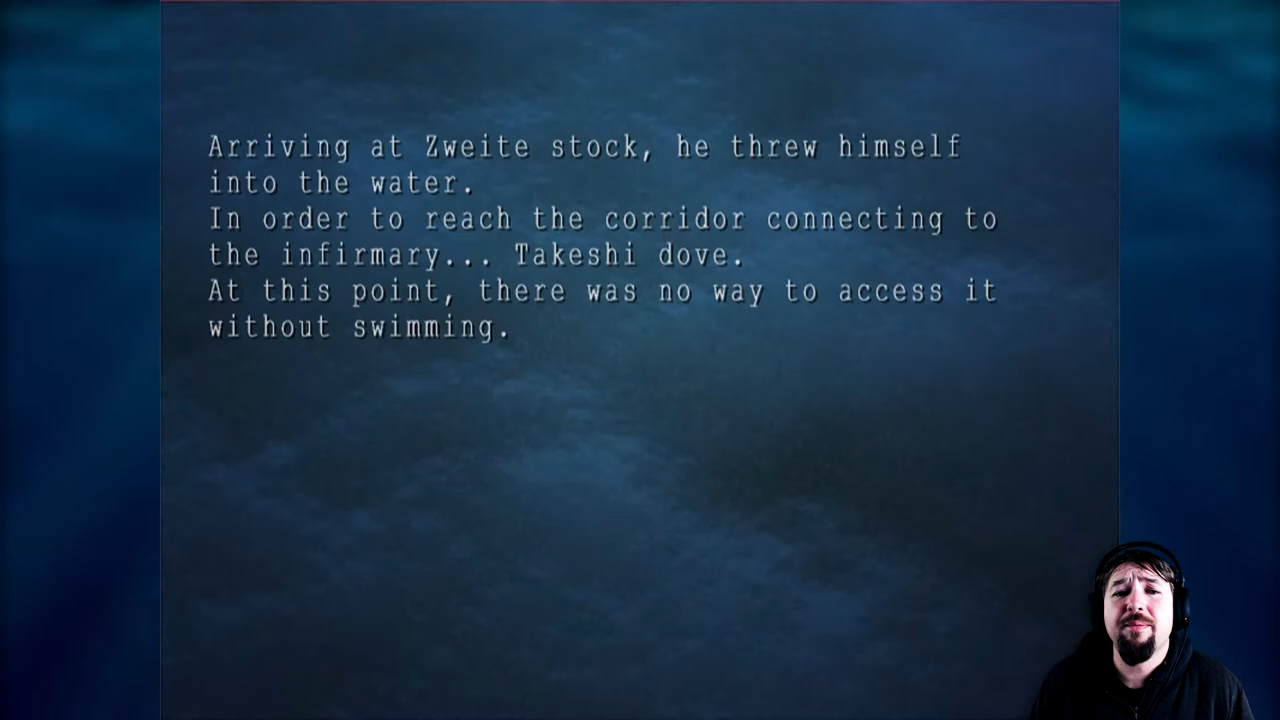 Arriving at Zweite stock, he threw himself
into the water.
In order to reach the corridor connecting to
the infirmary... Takeshi dove.
At this point, there was no way to access it
without swimming.